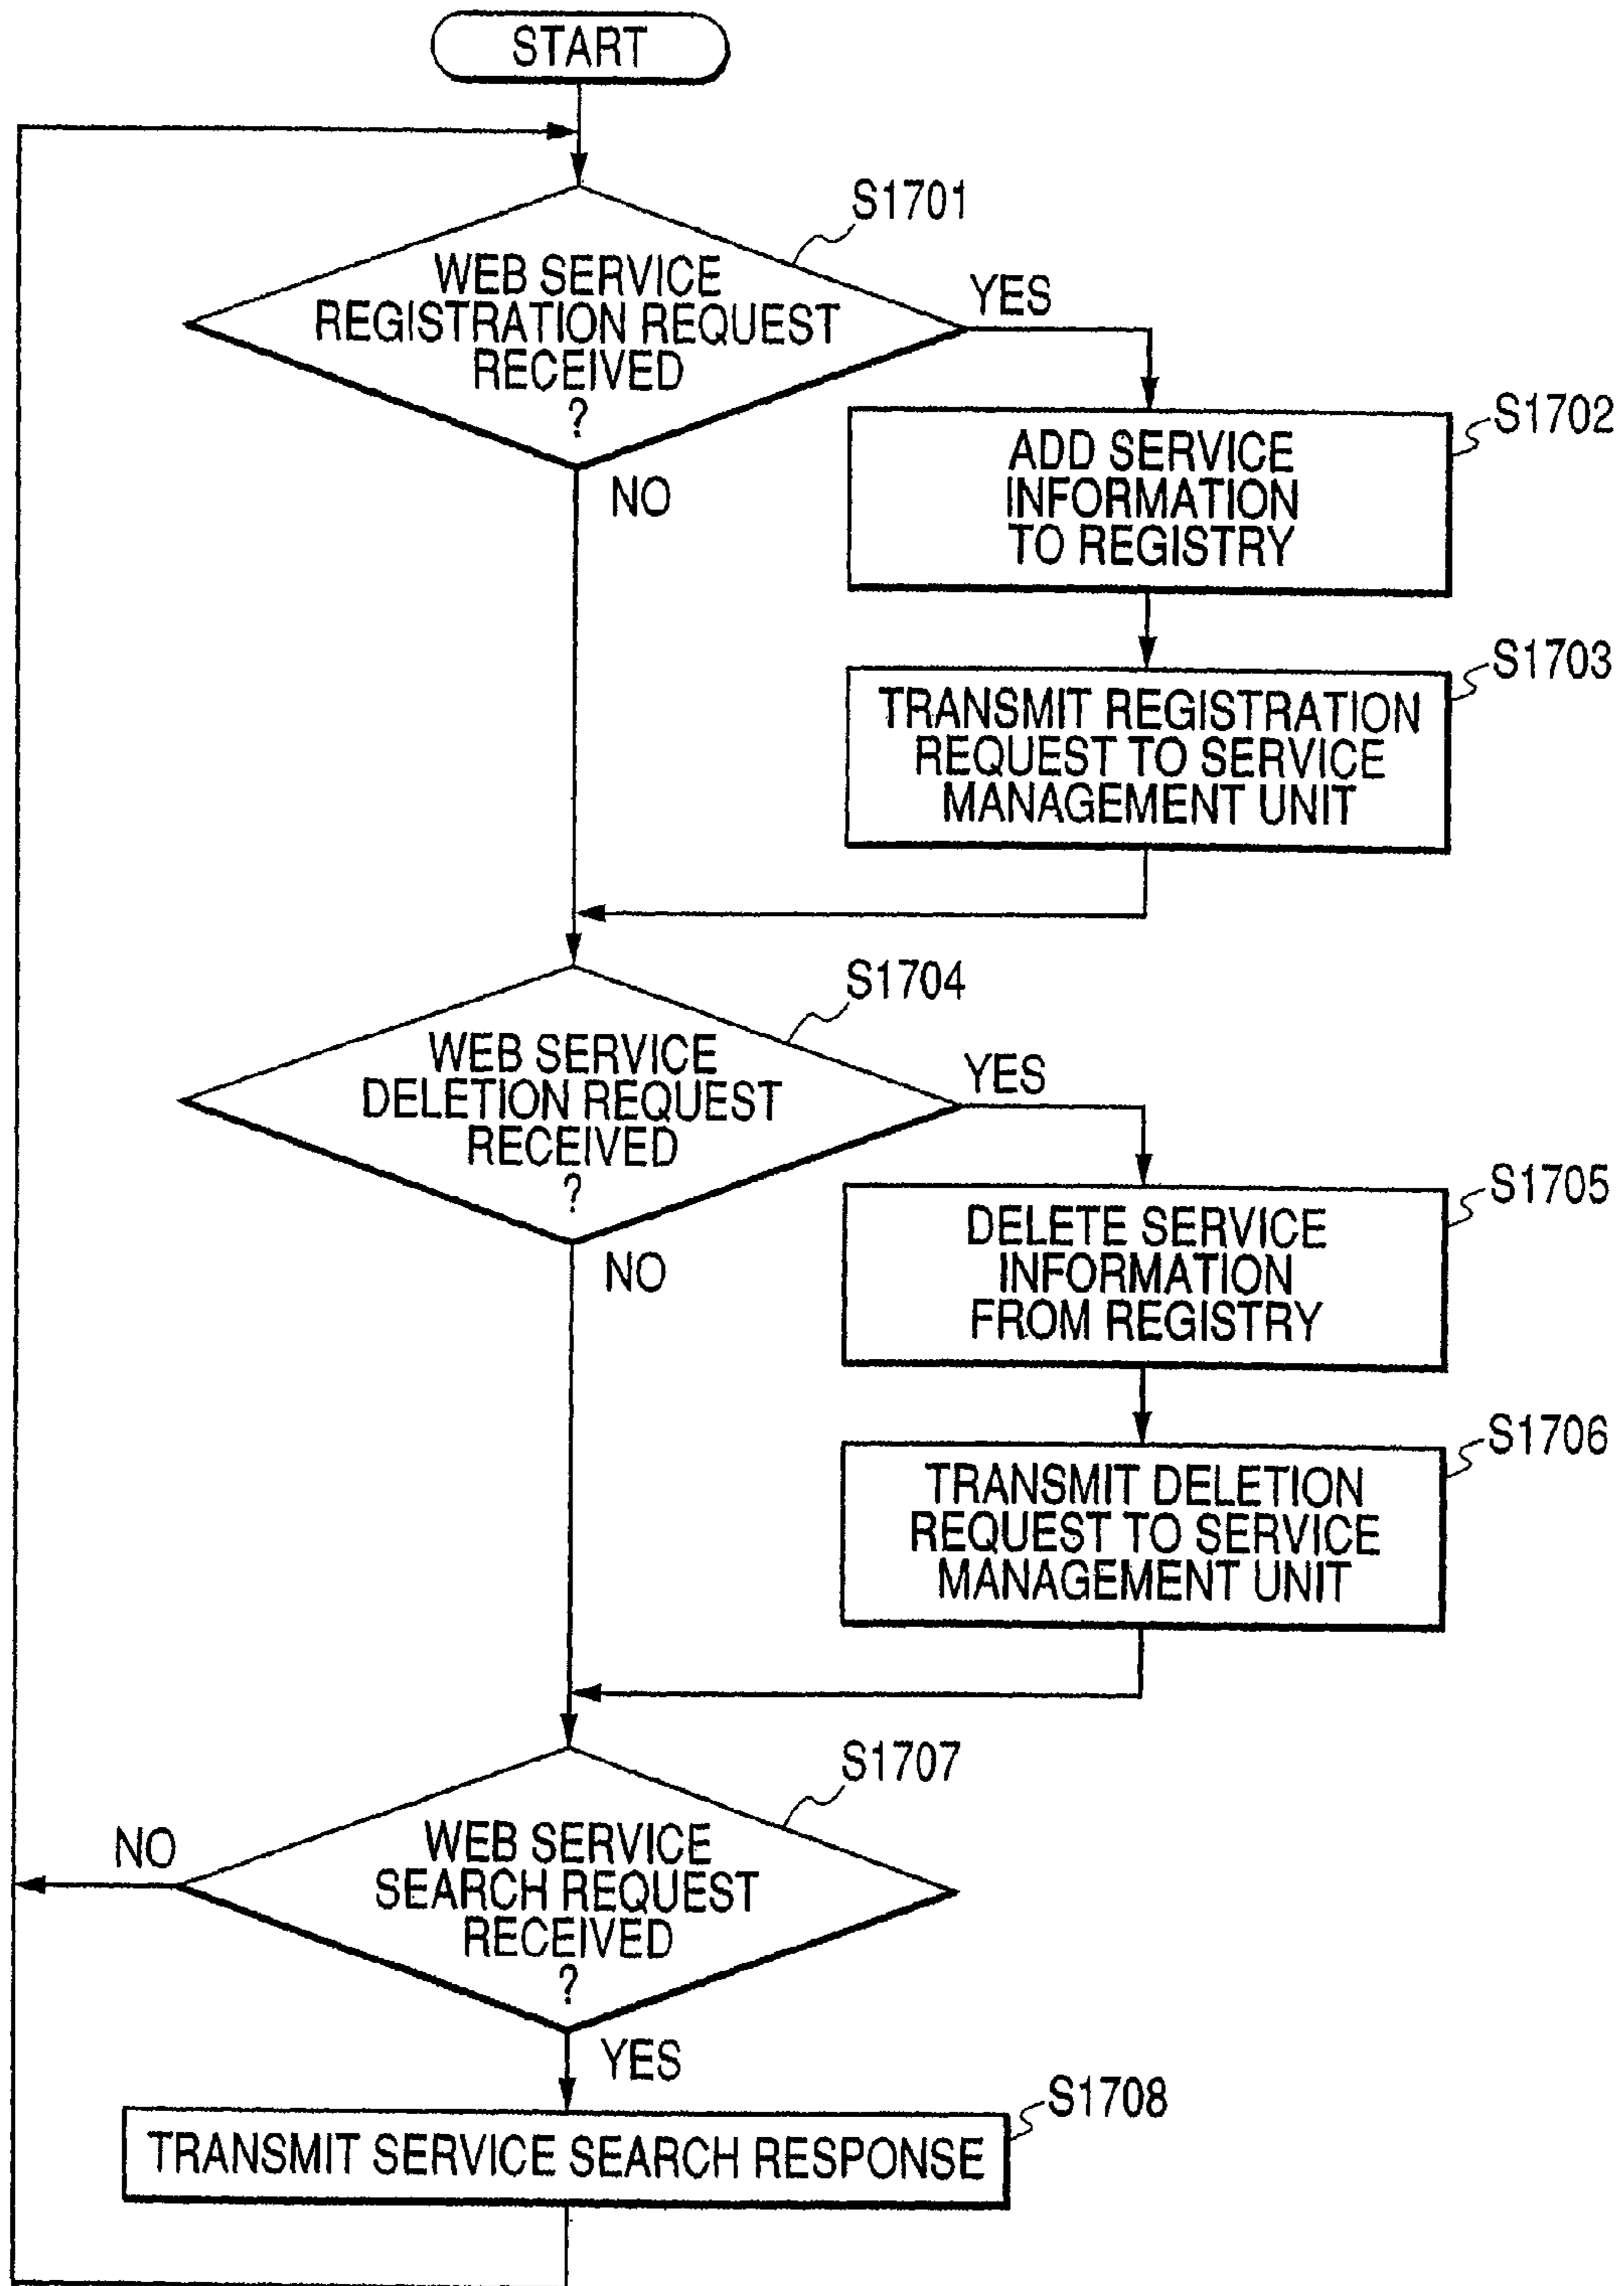 START
S1701
WEB SERVICE
REGISTRATION REQUEST
RECEIVED
?
YES
NO
S1702
ADD SERVICE
INFORMATION
TO REGISTRY
S1703
TRANSMIT REGISTRATION
REQUEST TO SERVICE
MANAGEMENT UNIT
S1704
WEB SERVICE
DELETION REQUEST
RECEIVED
?
YES
NO
S1705
DELETE SERVICE
INFORMATION
FROM REGISTRY
S1706
TRANSMIT DELETION
REQUEST TO SERVICE
MANAGEMENT UNIT
S1707
WEB SERVICE
SEARCH REQUEST
RECEIVED
?
NO
YES
S1708
TRANSMIT SERVICE SEARCH RESPONSE